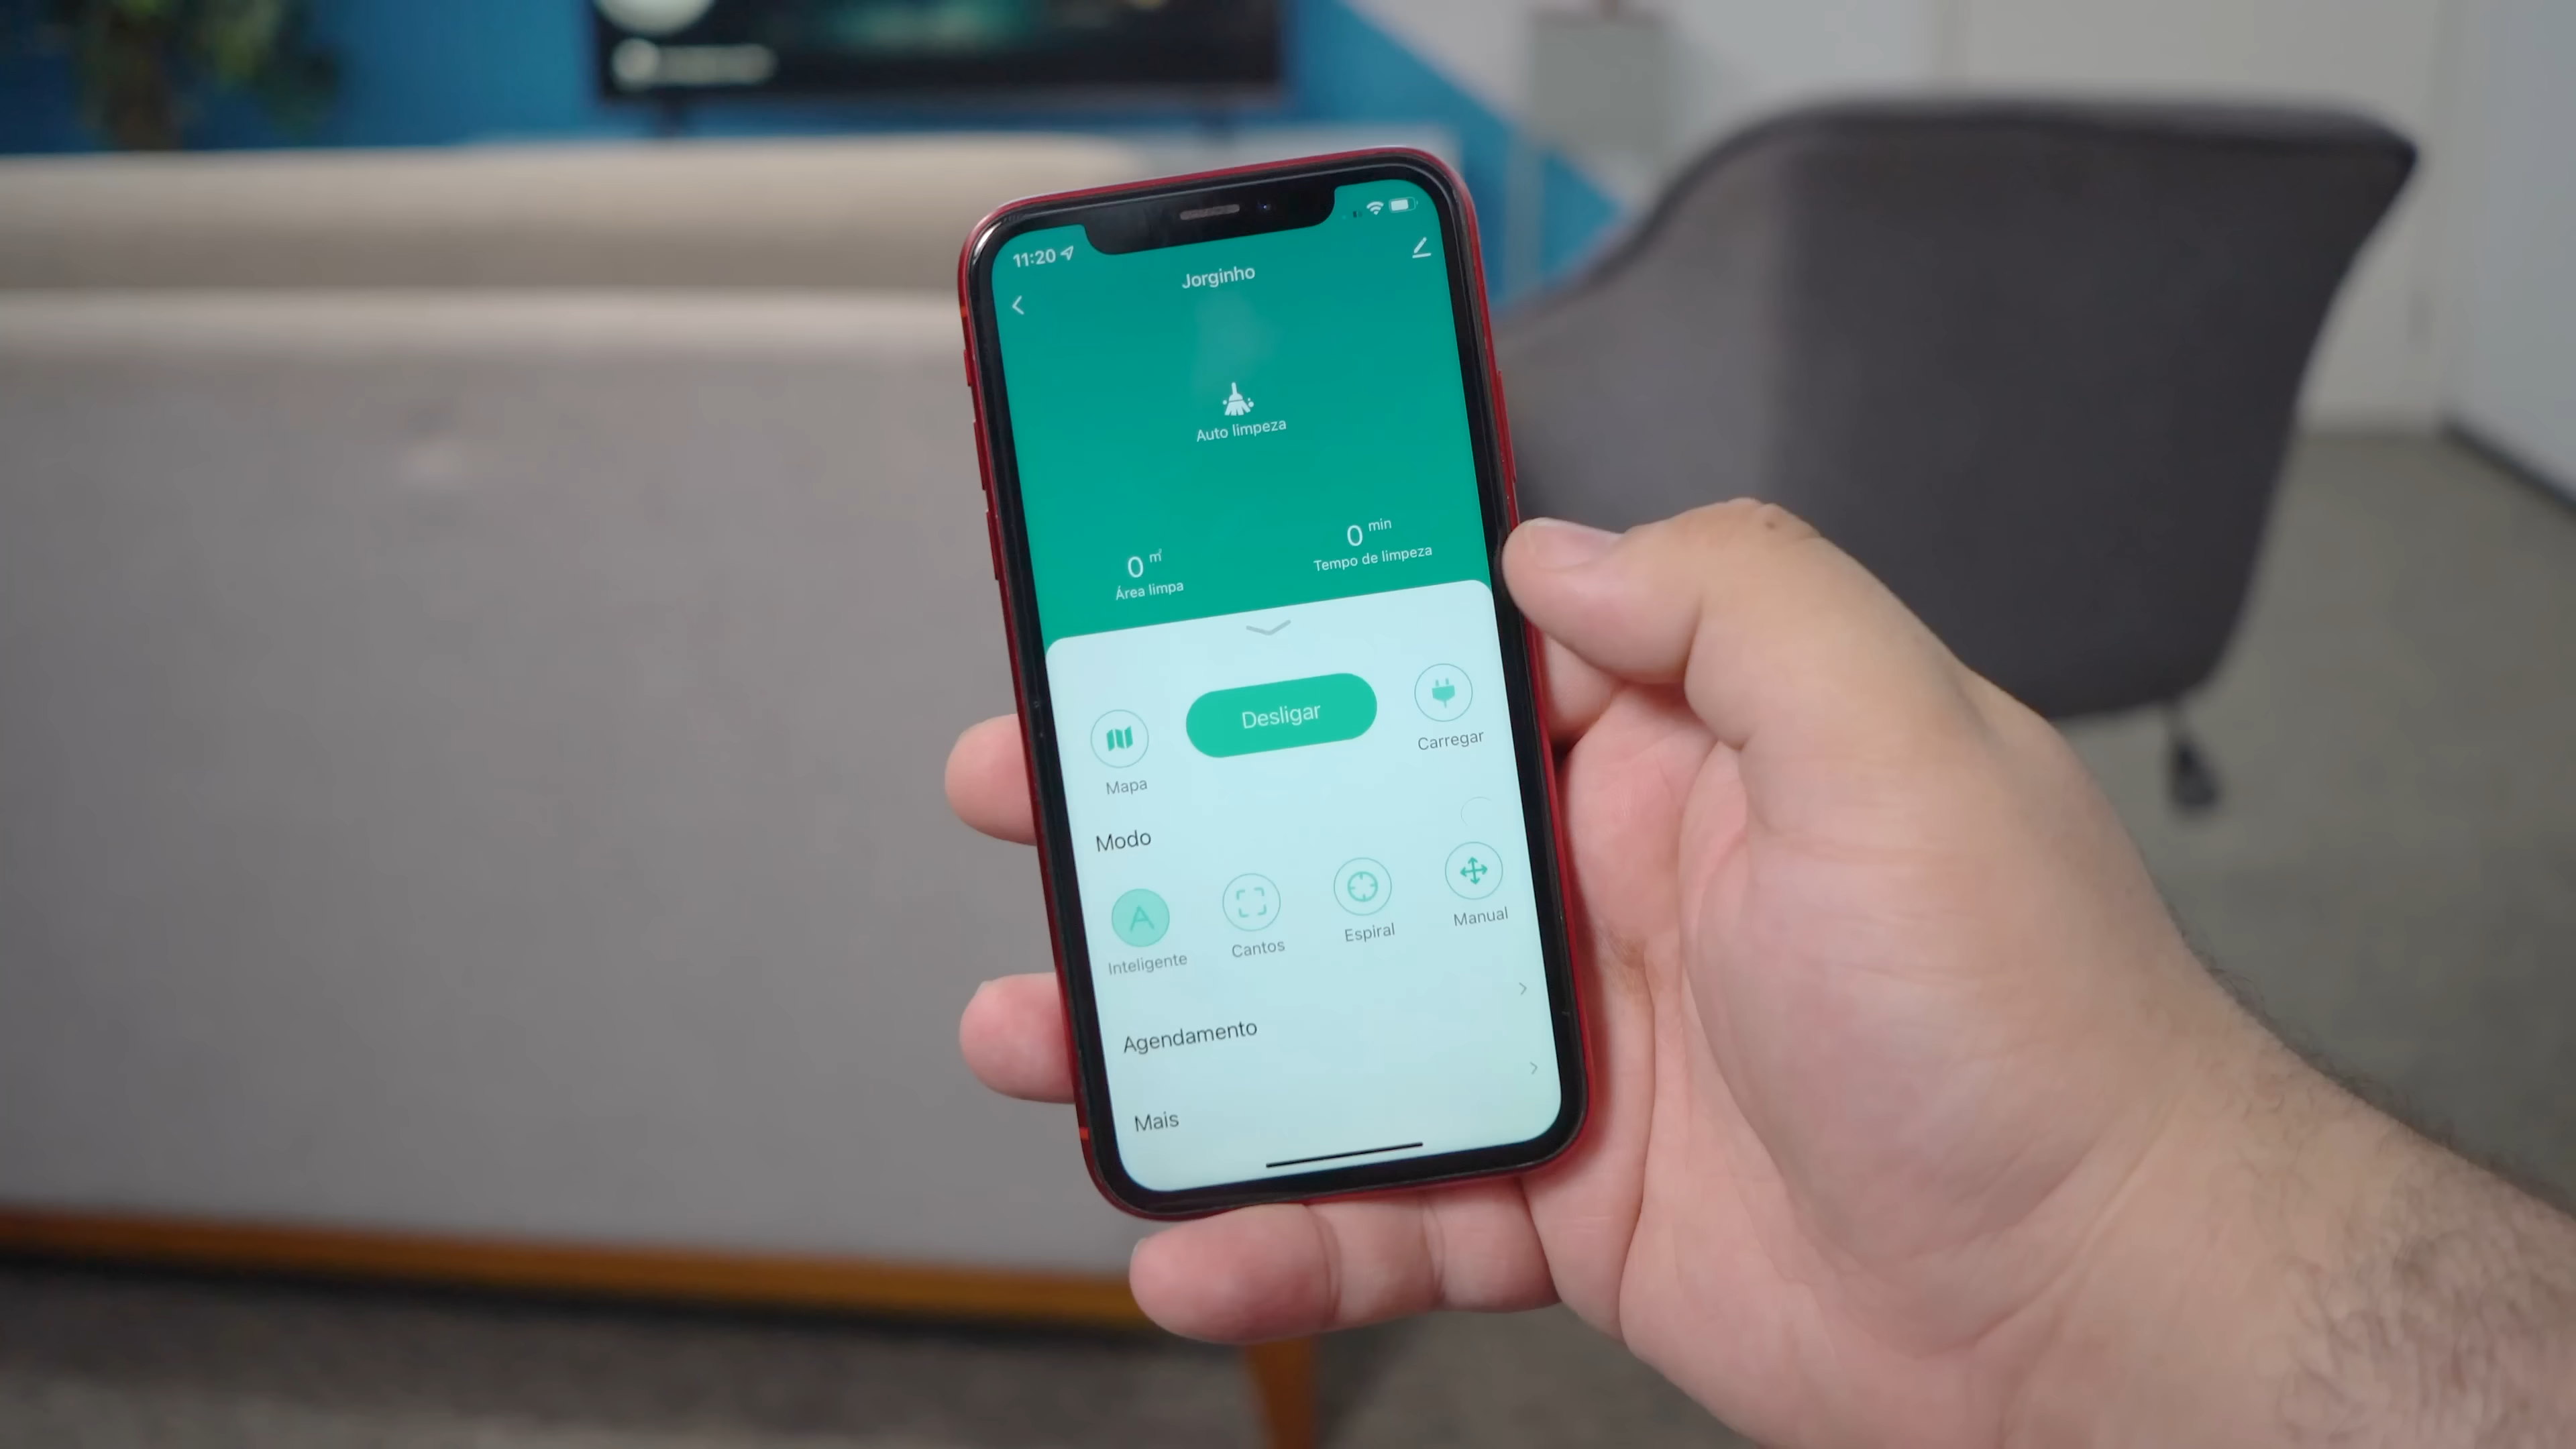 11:20
Jorginho
Auto limpeza
0 ㎡
Área limpa
0 min
Tempo de limpeza
Mapa
Desligar
Carregar
Modo
Inteligente
Cantos
Espiral
Manual
Agendamento
Mais